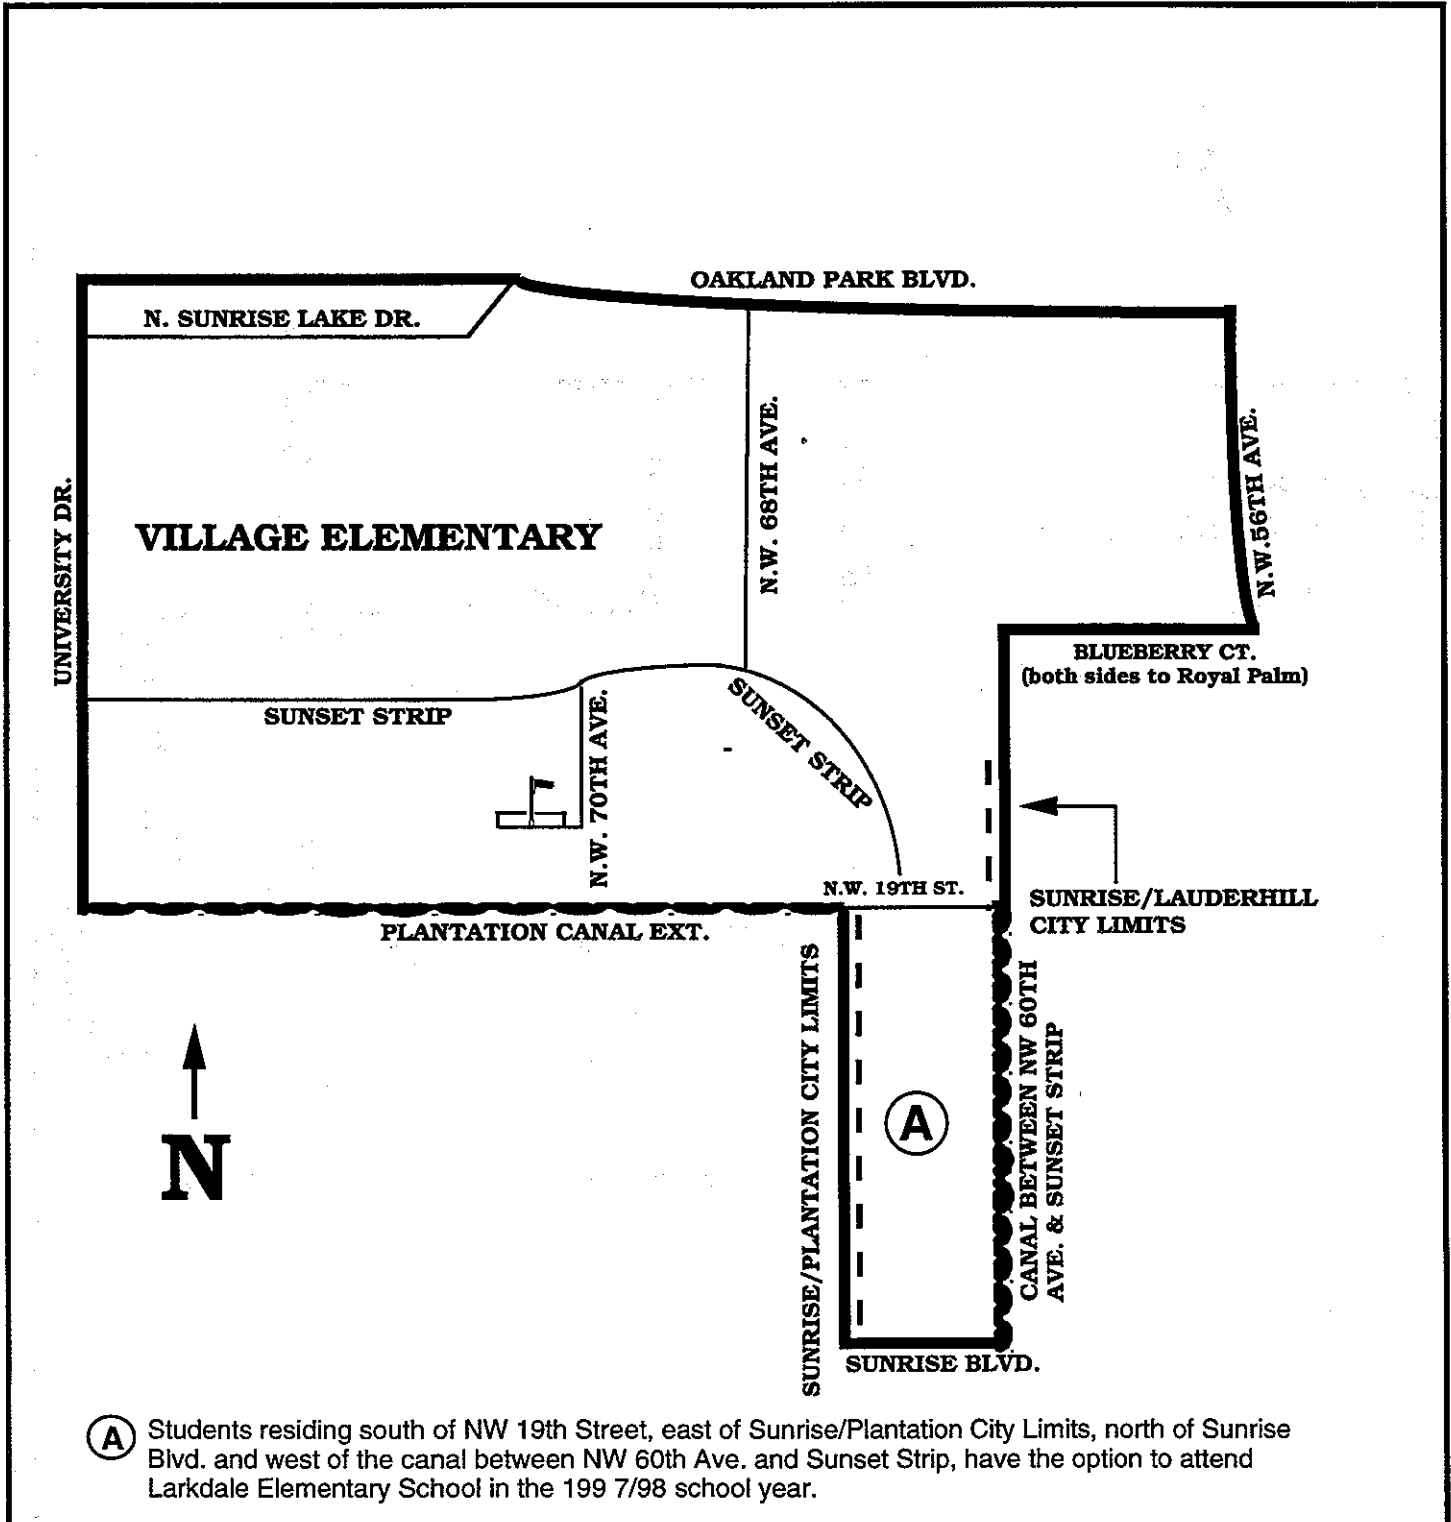 OAKLAND PARK BLVD.
N. SUNRISE LAKE DR.
N.W. 68TH AVE.
N.W.56TH AVE.
UNIVERSITY DR.
VILLAGE ELEMENTARY
BLUEBERRY CT.
(both sides to Royal Palm)
SUNSET STRIP
SUNSET STRIP
N.W. 70TH AVE.
N.W. 19TH ST.
SUNRISE/LAUDERHILL
CITY LIMITS
PLANTATION CANAL EXT.
SUNRISE/PLANTATION CITY LIMITS
CANAL BETWEEN NW 60TH
AVE. & SUNSET STRIP
N
A
SUNRISE BLVD.
A Students residing south of NW 19th Street, east of Sunrise/Plantation City Limits, north of Sunrise
Blvd. and west of the canal between NW 60th Ave. and Sunset Strip, have the option to attend
Larkdale Elementary School in the 199 7/98 school year.